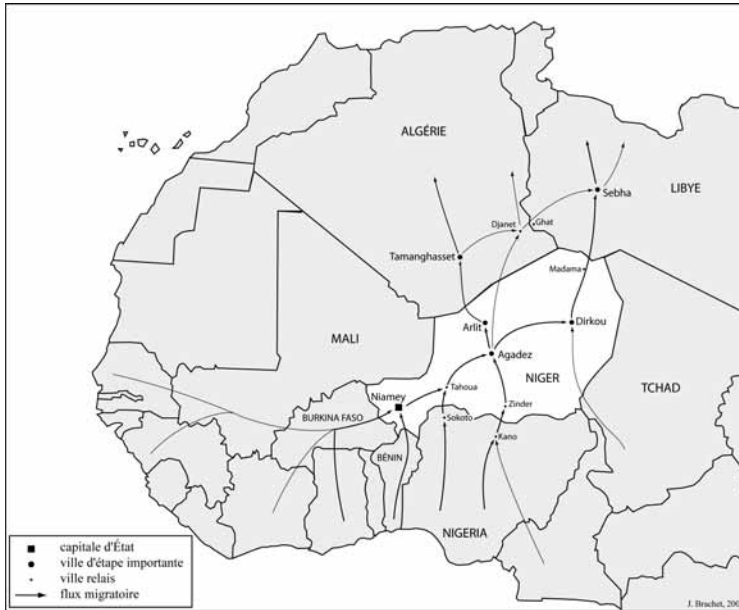 ALGÉRIE
LIBYE
Sebha
Djanet
Ghat
Tamanghasset
Madama
Arlit
Dirkou
MALI
Agadez
NIGER
TCHAD
Tahoua
Niamey
Zinder
BURKINA FASO
Sokoto
Kano
BÉNIN
NIGERIA
capitale d'État
ville d'étape importante
ville relais
flux migratoire
J. Brachet,